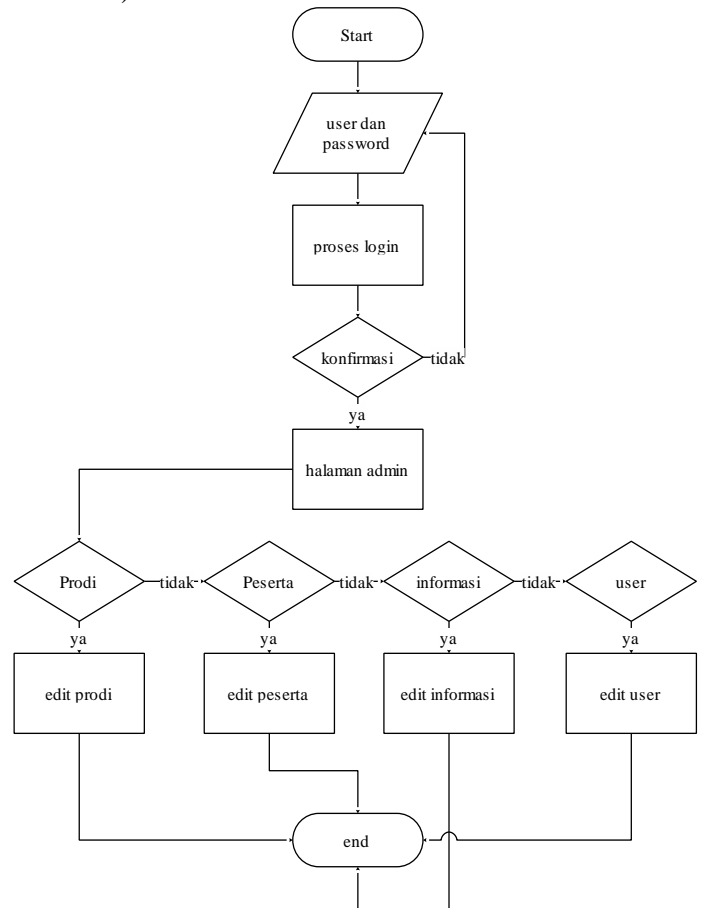 Start
user dan
password
proses login
konfirmasi
tidak
ya
halaman admin
Prodi
tidak
Peserta
tidak
informasi
tidak
user
ya
ya
ya
ya
edit prodi
edit peserta
edit informasi
edit user
end